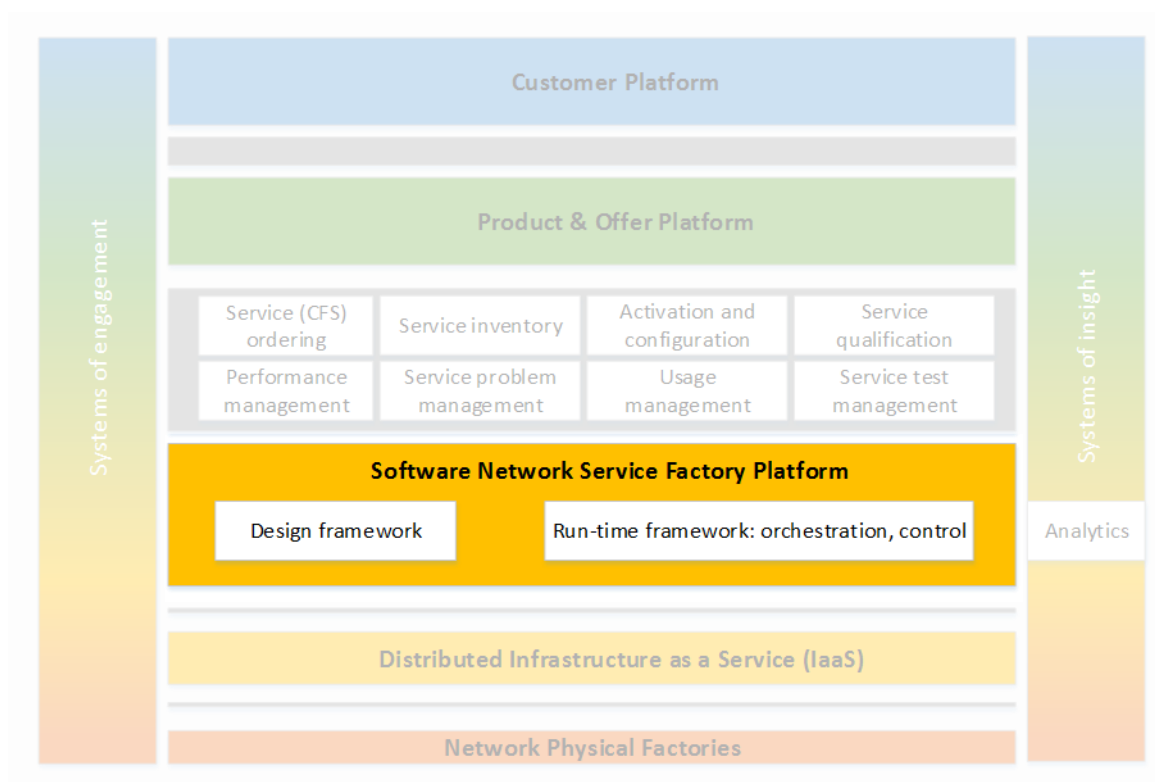 Customer Platform
Product & Offer Platform
Systems of engagement
Service (CFS)
ordering
Service inventory
Activation and
configuration
Service
qualification
Performance
management
Service problem
management
Usage
management
Service test
management
Systems of insight
Software Network Service Factory Platform
Design framework
Run-time framework: orchestration, control
Analytics
Distributed Infrastructure as a Service (IaaS)
Network Physical Factories